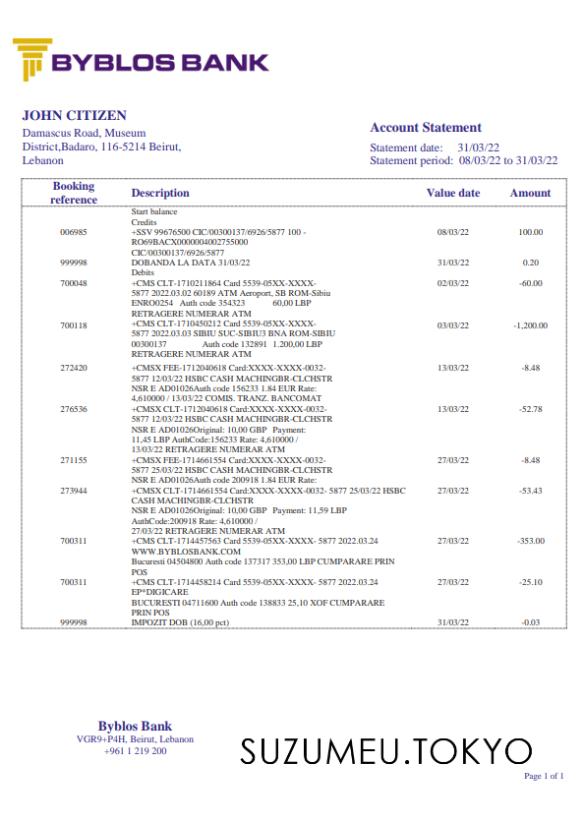 BYBLOS BANK
JOHN CITIZEN
Damascus Road, Museum
District,Badaro, 116-5214 Beirut,
Lebanon
Account Statement
Statement date: 31/03/22
Statement period: 08/03/22 to 31/03/22
Booking reference Description Value date Amount
Start balance
Credits
006985 +SSV 99676500 CIC/00300137/6926/5877 100 - 08/03/22 100.00
RO69BACX0000004002755000
CIC/00300137/6926/5877
999998 DOBANDA LA DATA 31/03/22 31/03/22 0.20
Debits
700048 +CMS CLT-1710211864 Card 5539-05XX-XXXX- 02/03/22 -60.00
5877 2022.03.02 60189 ATM Aeroport, SB ROM-Sibiu
ENRO0254 Auth code 354323 60,00 LBP
RETRAGERE NUMERAR ATM
700118 +CMS CLT-1710450212 Card 5539-05XX-XXXX- 03/03/22 -1,200.00
5877 2022.03.03 SIBIU SUC-SIBIU3 BNA ROM-SIBIU
00300137 Auth code 132891 1.200,00 LBP
RETRAGERE NUMERAR ATM
272420 +CMSX FEE-1712040618 Card:XXXX-XXXX-0032- 13/03/22 -8.48
5877 12/03/22 HSBC CASH MACHINGBR-CLCHSTR
NSR E AD01026Auth code 156233 1.84 EUR Rate:
4,610000 / 13/03/22 COMIS. TRANZ. BANCOMAT
276536 +CMSX CLT-1712040618 Card:XXXX-XXXX-0032- 13/03/22 -52.78
5877 12/03/22 HSBC CASH MACHINGBR-CLCHSTR
NSR E AD01026Original: 10,00 GBP Payment:
11,45 LBP AuthCode:156233 Rate: 4,610000 /
13/03/22 RETRAGERE NUMERAR ATM
271155 +CMSX FEE-1714661554 Card:XXXX-XXXX-0032- 27/03/22 -8.48
5877 25/03/22 HSBC CASH MACHINGBR-CLCHSTR
NSR E AD01026Auth code 200918 1.84 EUR Rate:
273944 +CMSX CLT-1714661554 Card:XXXX-XXXX-0032- 5877 25/03/22 HSBC 27/03/22 -53.43
CASH MACHINGBR-CLCHSTR
NSR E AD01026Original: 10,00 GBP Payment: 11,59 LBP
AuthCode:200918 Rate: 4,610000 /
27/03/22 RETRAGERE NUMERAR ATM
700311 +CMS CLT-1714457563 Card 5539-05XX-XXXX- 5877 2022.03.24 27/03/22 -353.00
WWW.BYBLOSBANK.COM
Bucuresti 04504800 Auth code 137317 353,00 LBP CUMPARARE PRIN
POS
700311 +CMS CLT-1714458214 Card 5539-05XX-XXXX- 5877 2022.03.24 27/03/22 -25.10
EP*DIGICARE
BUCURESTI 04711600 Auth code 138833 25,10 XOF CUMPARARE
PRIN POS
999998 IMPOZIT DOB (16,00 pct) 31/03/22 -0.03
Byblos Bank
VGR9+P4H, Beirut, Lebanon
+961 1 219 200
SUZUMEU.TOKYO
Page 1 of 1